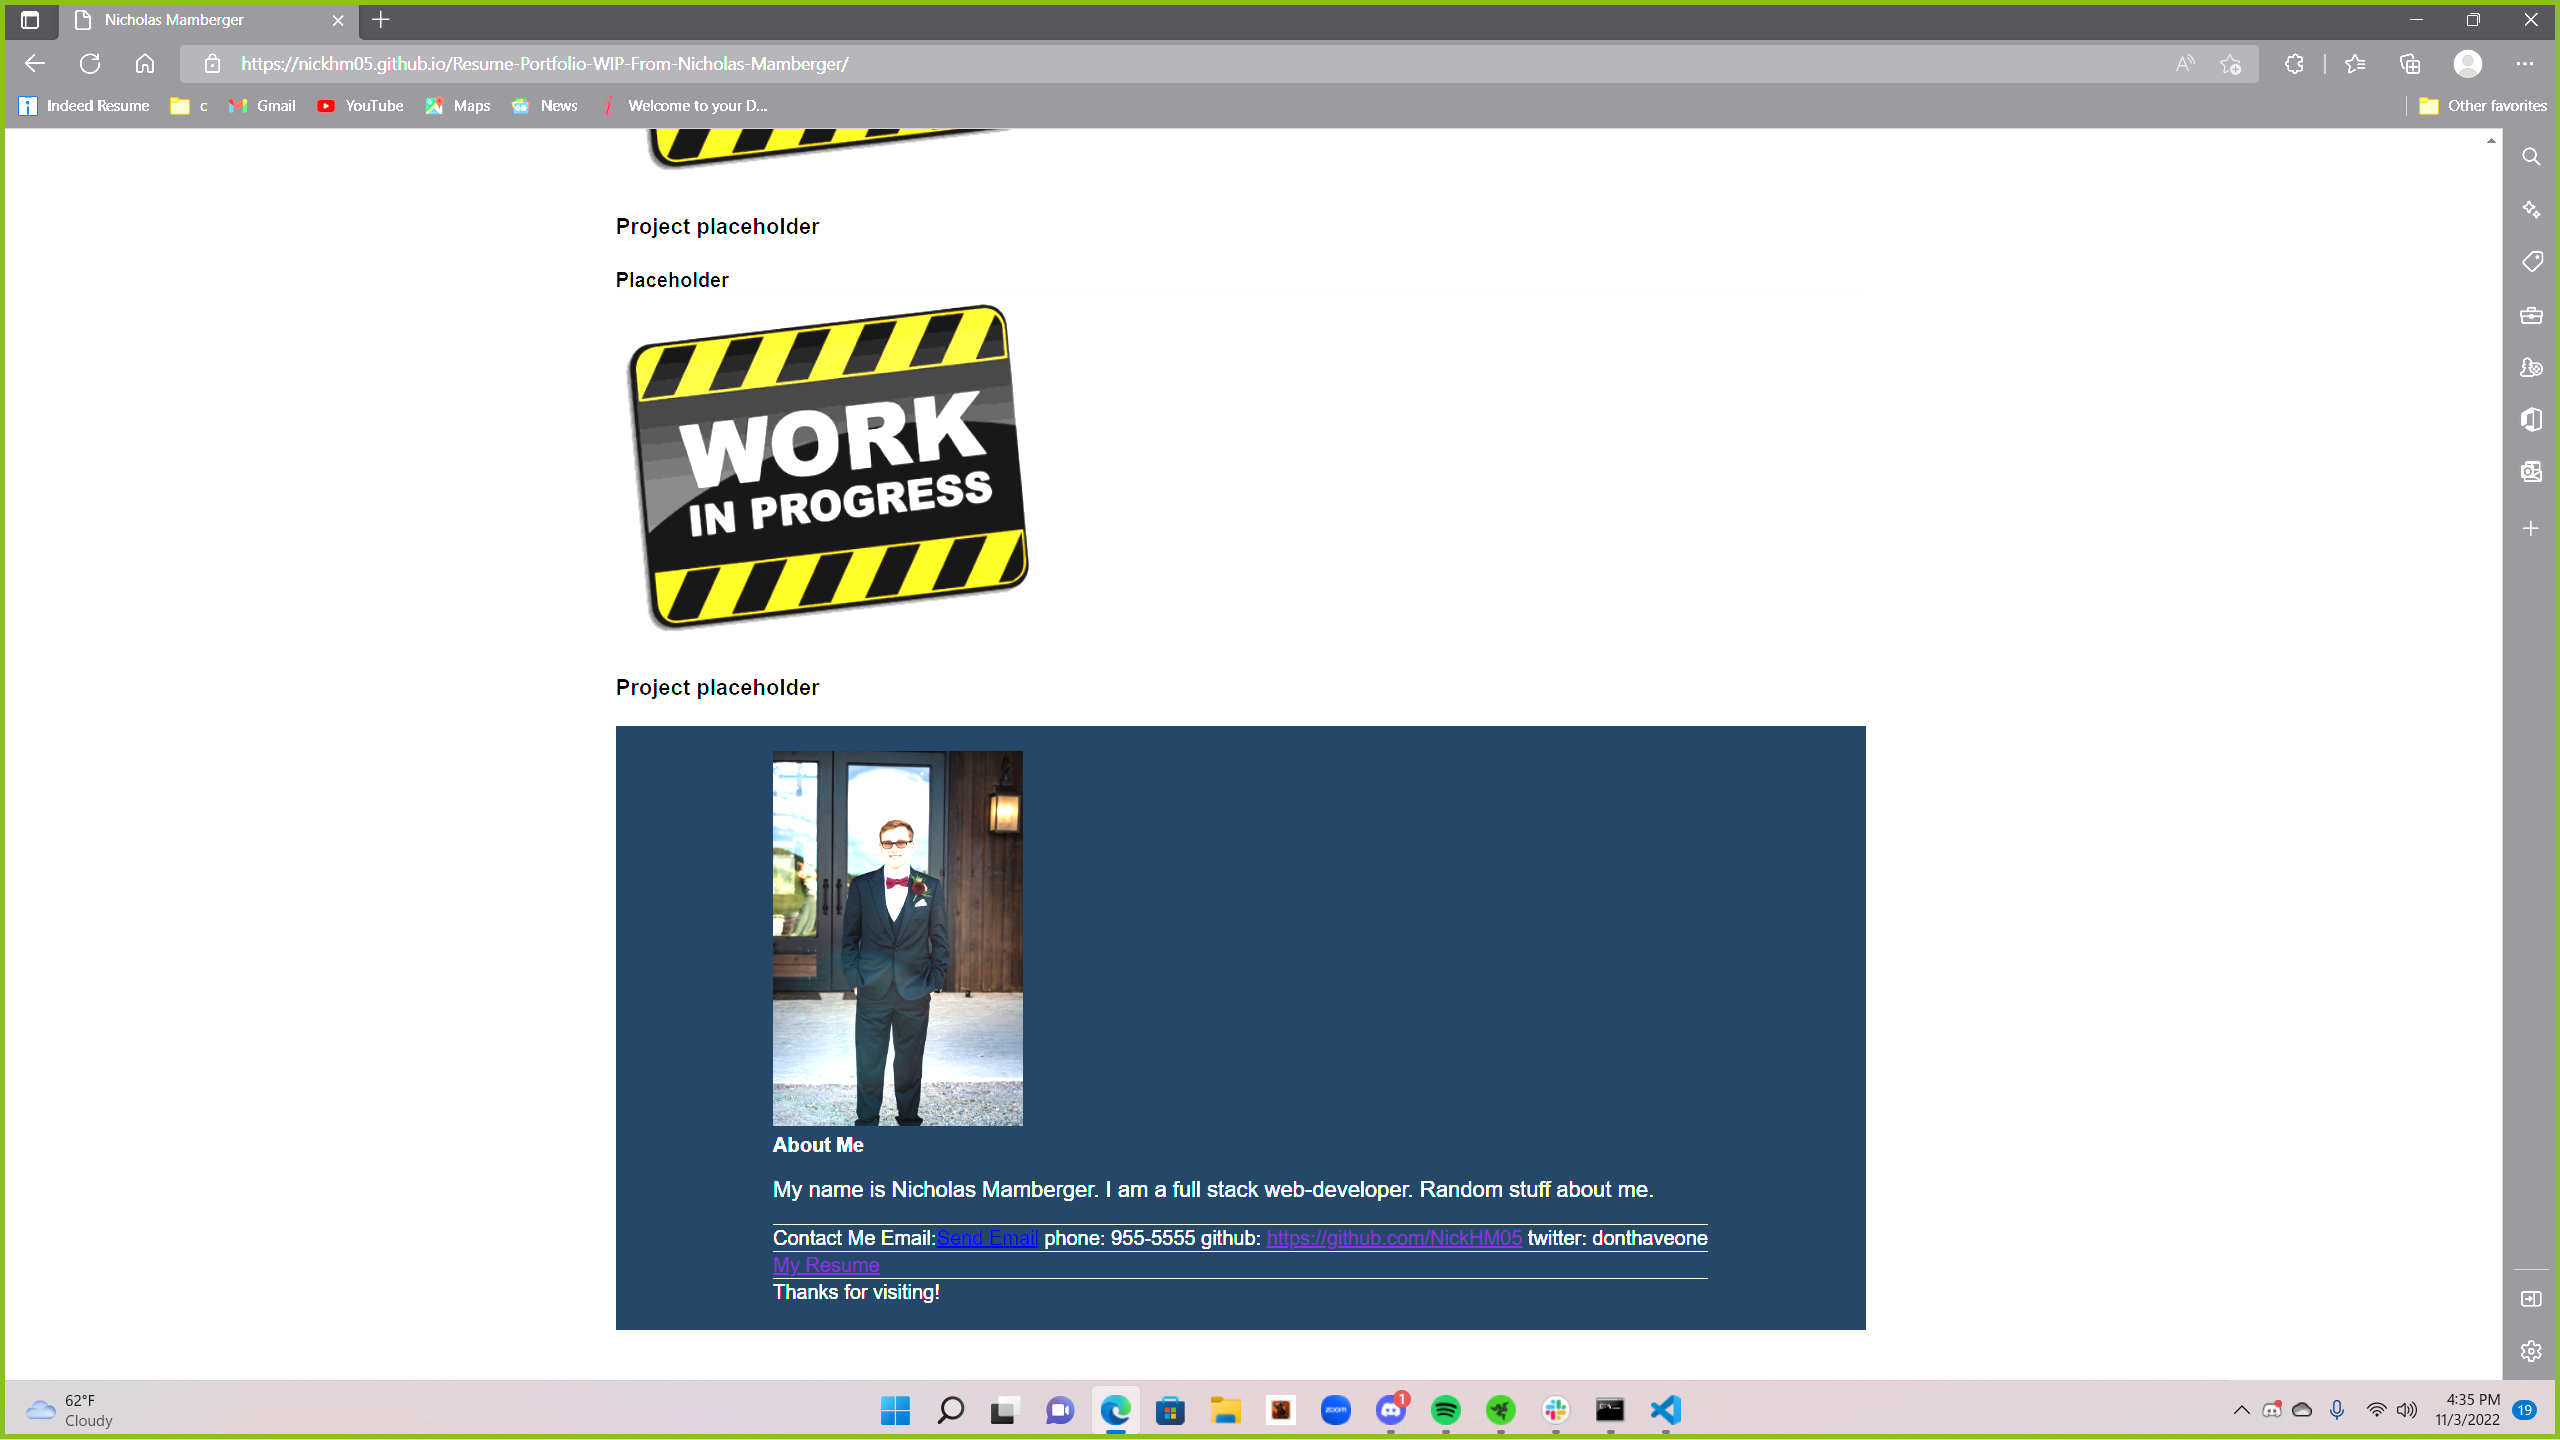 Nicholas Mamberger
https://nickhm05.github.io/Resume-Portfolio-WIP-From-Nicholas-Mamberger/
Indeed Resume c Gmail YouTube Maps News Welcome to your D... Other favorites
Project placeholder
Placeholder
WORK
IN PROGRESS
Project placeholder
About Me
My name is Nicholas Mamberger. I am a full stack web-developer. Random stuff about me.
Contact Me Email:Send Email phone: 955-5555 github: https://github.com/NickHM05 twitter: donthaveone
My Resume
Thanks for visiting!
62°F
Cloudy
zoom
1
4:35 PM
11/3/2022
19